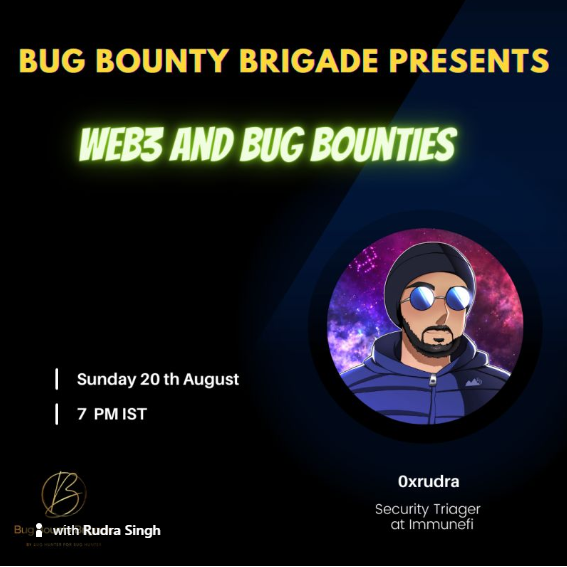 BUG BOUNTY BRIGADE PRESENTS
WEB3 AND BUG BOUNTIES
Sunday 20 th August
7 PM IST
0xrudra
Security Triager
at Immunefi
B
with Rudra Singh